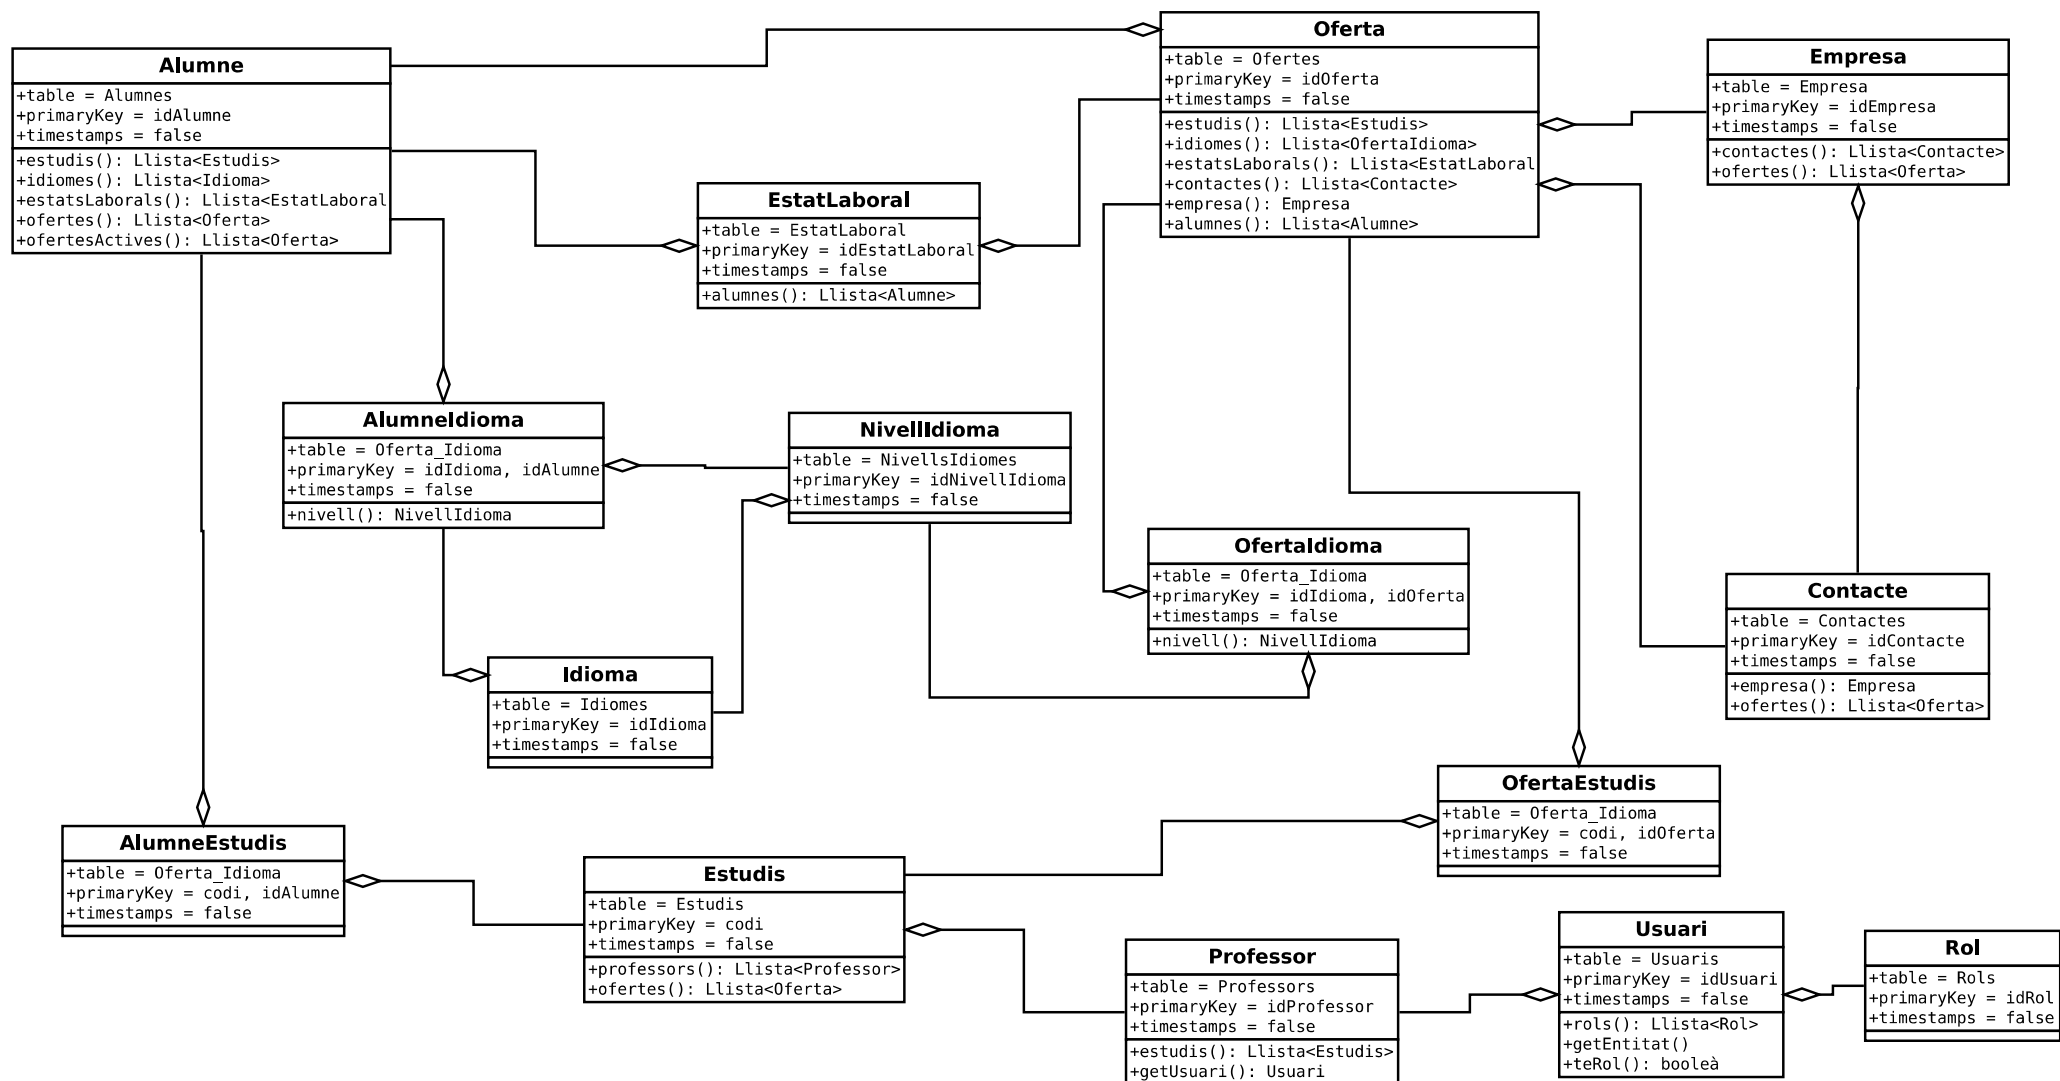 Alumne
+table = Alumnes
+primaryKey = idAlumne
+timestamps = false
+estudis(): Llista<Estudis>
+idiomes(): Llista<Idioma>
+estatsLaborals(): Llista<EstatLaboral
+ofertes(): Llista<Oferta>
+ofertesActives(): Llista<Oferta>
Oferta
+table = Ofertes
+primaryKey = idOferta
+timestamps = false
+estudis(): Llista<Estudis>
+idiomes(): Llista<OfertaIdioma>
+estatsLaborals(): Llista<EstatLaboral
+contactes(): Llista<Contacte>
+empresa(): Empresa
+alumnes(): Llista<Alumne>
Empresa
+table = Empresa
+primaryKey = idEmpresa
+timestamps = false
+contactes(): Llista<Contacte>
+ofertes(): Llista<Oferta>
EstatLaboral
+table = EstatLaboral
+primaryKey = idEstatLaboral
+timestamps = false
+alumnes(): Llista<Alumne>
AlumneIdioma
+table = Oferta_Idioma
+primaryKey = idIdioma, idAlumne
+timestamps = false
+nivell(): NivellIdioma
NivellIdioma
+table = NivellsIdiomes
+primaryKey = idNivellIdioma
+timestamps = false
OfertaIdioma
+table = Oferta_Idioma
+primaryKey = idIdioma, idOferta
+timestamps = false
+nivell(): NivellIdioma
Contacte
+table = Contactes
+primaryKey = idContacte
+timestamps = false
+empresa(): Empresa
+ofertes(): Llista<Oferta>
Idioma
+table = Idiomes
+primaryKey = idIdioma
+timestamps = false
OfertaEstudis
+table = Oferta_Idioma
+primaryKey = codi, idOferta
+timestamps = false
AlumneEstudis
+table = Oferta_Idioma
+primaryKey = codi, idAlumne
+timestamps = false
Estudis
+table = Estudis
+primaryKey = codi
+timestamps = false
+professors(): Llista<Professor>
+ofertes(): Llista<Oferta>
Professor
+table = Professors
+primaryKey = idProfessor
+timestamps = false
+estudis(): Llista<Estudis>
+getUsuari(): Usuari
Usuari
+table = Usuaris
+primaryKey = idUsuari
+timestamps = false
+rols(): Llista<Rol>
+getEntitat()
+teRol(): booleà
Rol
+table = Rols
+primaryKey = idRol
+timestamps = false